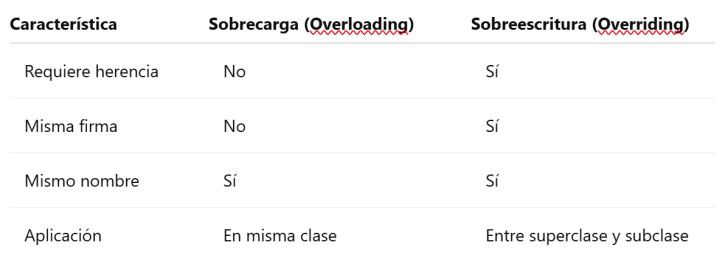 Característica Sobrecarga (Overloading) Sobreescritura (Overriding)
Requiere herencia No Sí
Misma firma No Sí
Mismo nombre Sí Sí
Aplicación En misma clase Entre superclase y subclase